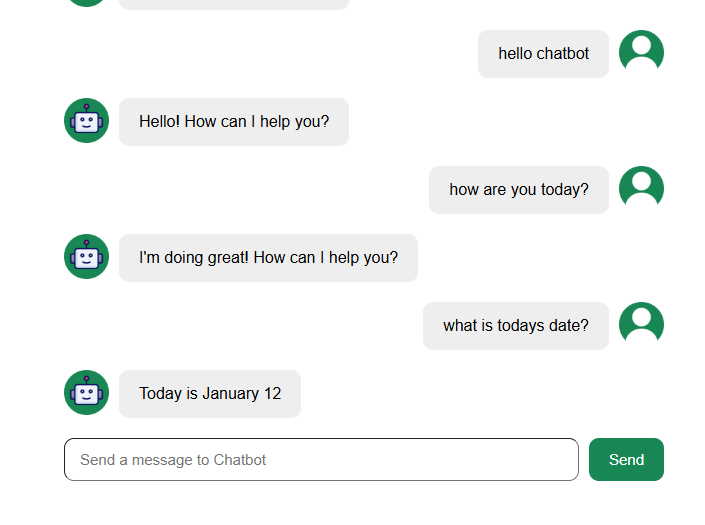 hello chatbot
Hello! How can I help you?
how are you today?
I'm doing great! How can I help you?
what is todays date?
Today is January 12
Send a message to Chatbot
Send